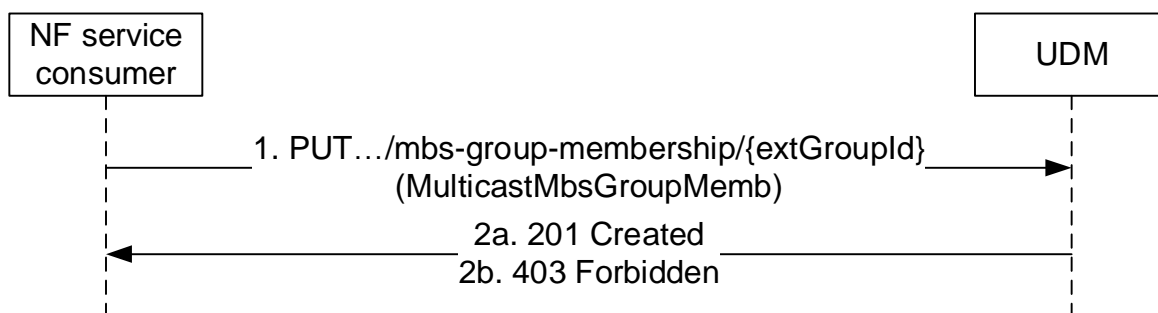 NF service
consumer
UDM
1. PUT…/mbs-group-membership/{extGroupId}
(MulticastMbsGroupMemb)
2a. 201 Created
2b. 403 Forbidden